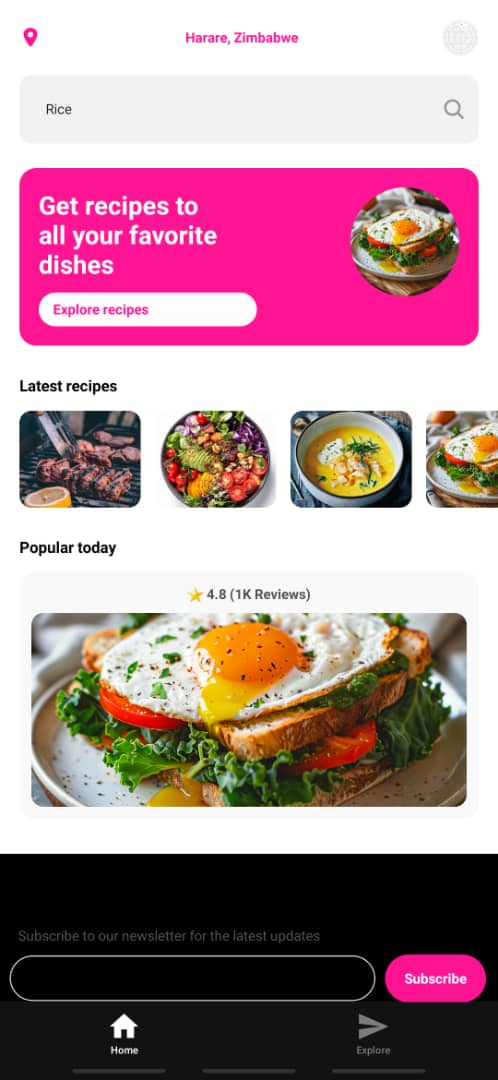 Harare, Zimbabwe
Rice
Get recipes to
all your favorite
dishes
Explore recipes
Latest recipes
Popular today
4.8 (1K Reviews)
Subscribe to our newsletter for the latest updates
Subscribe
Home
Explore